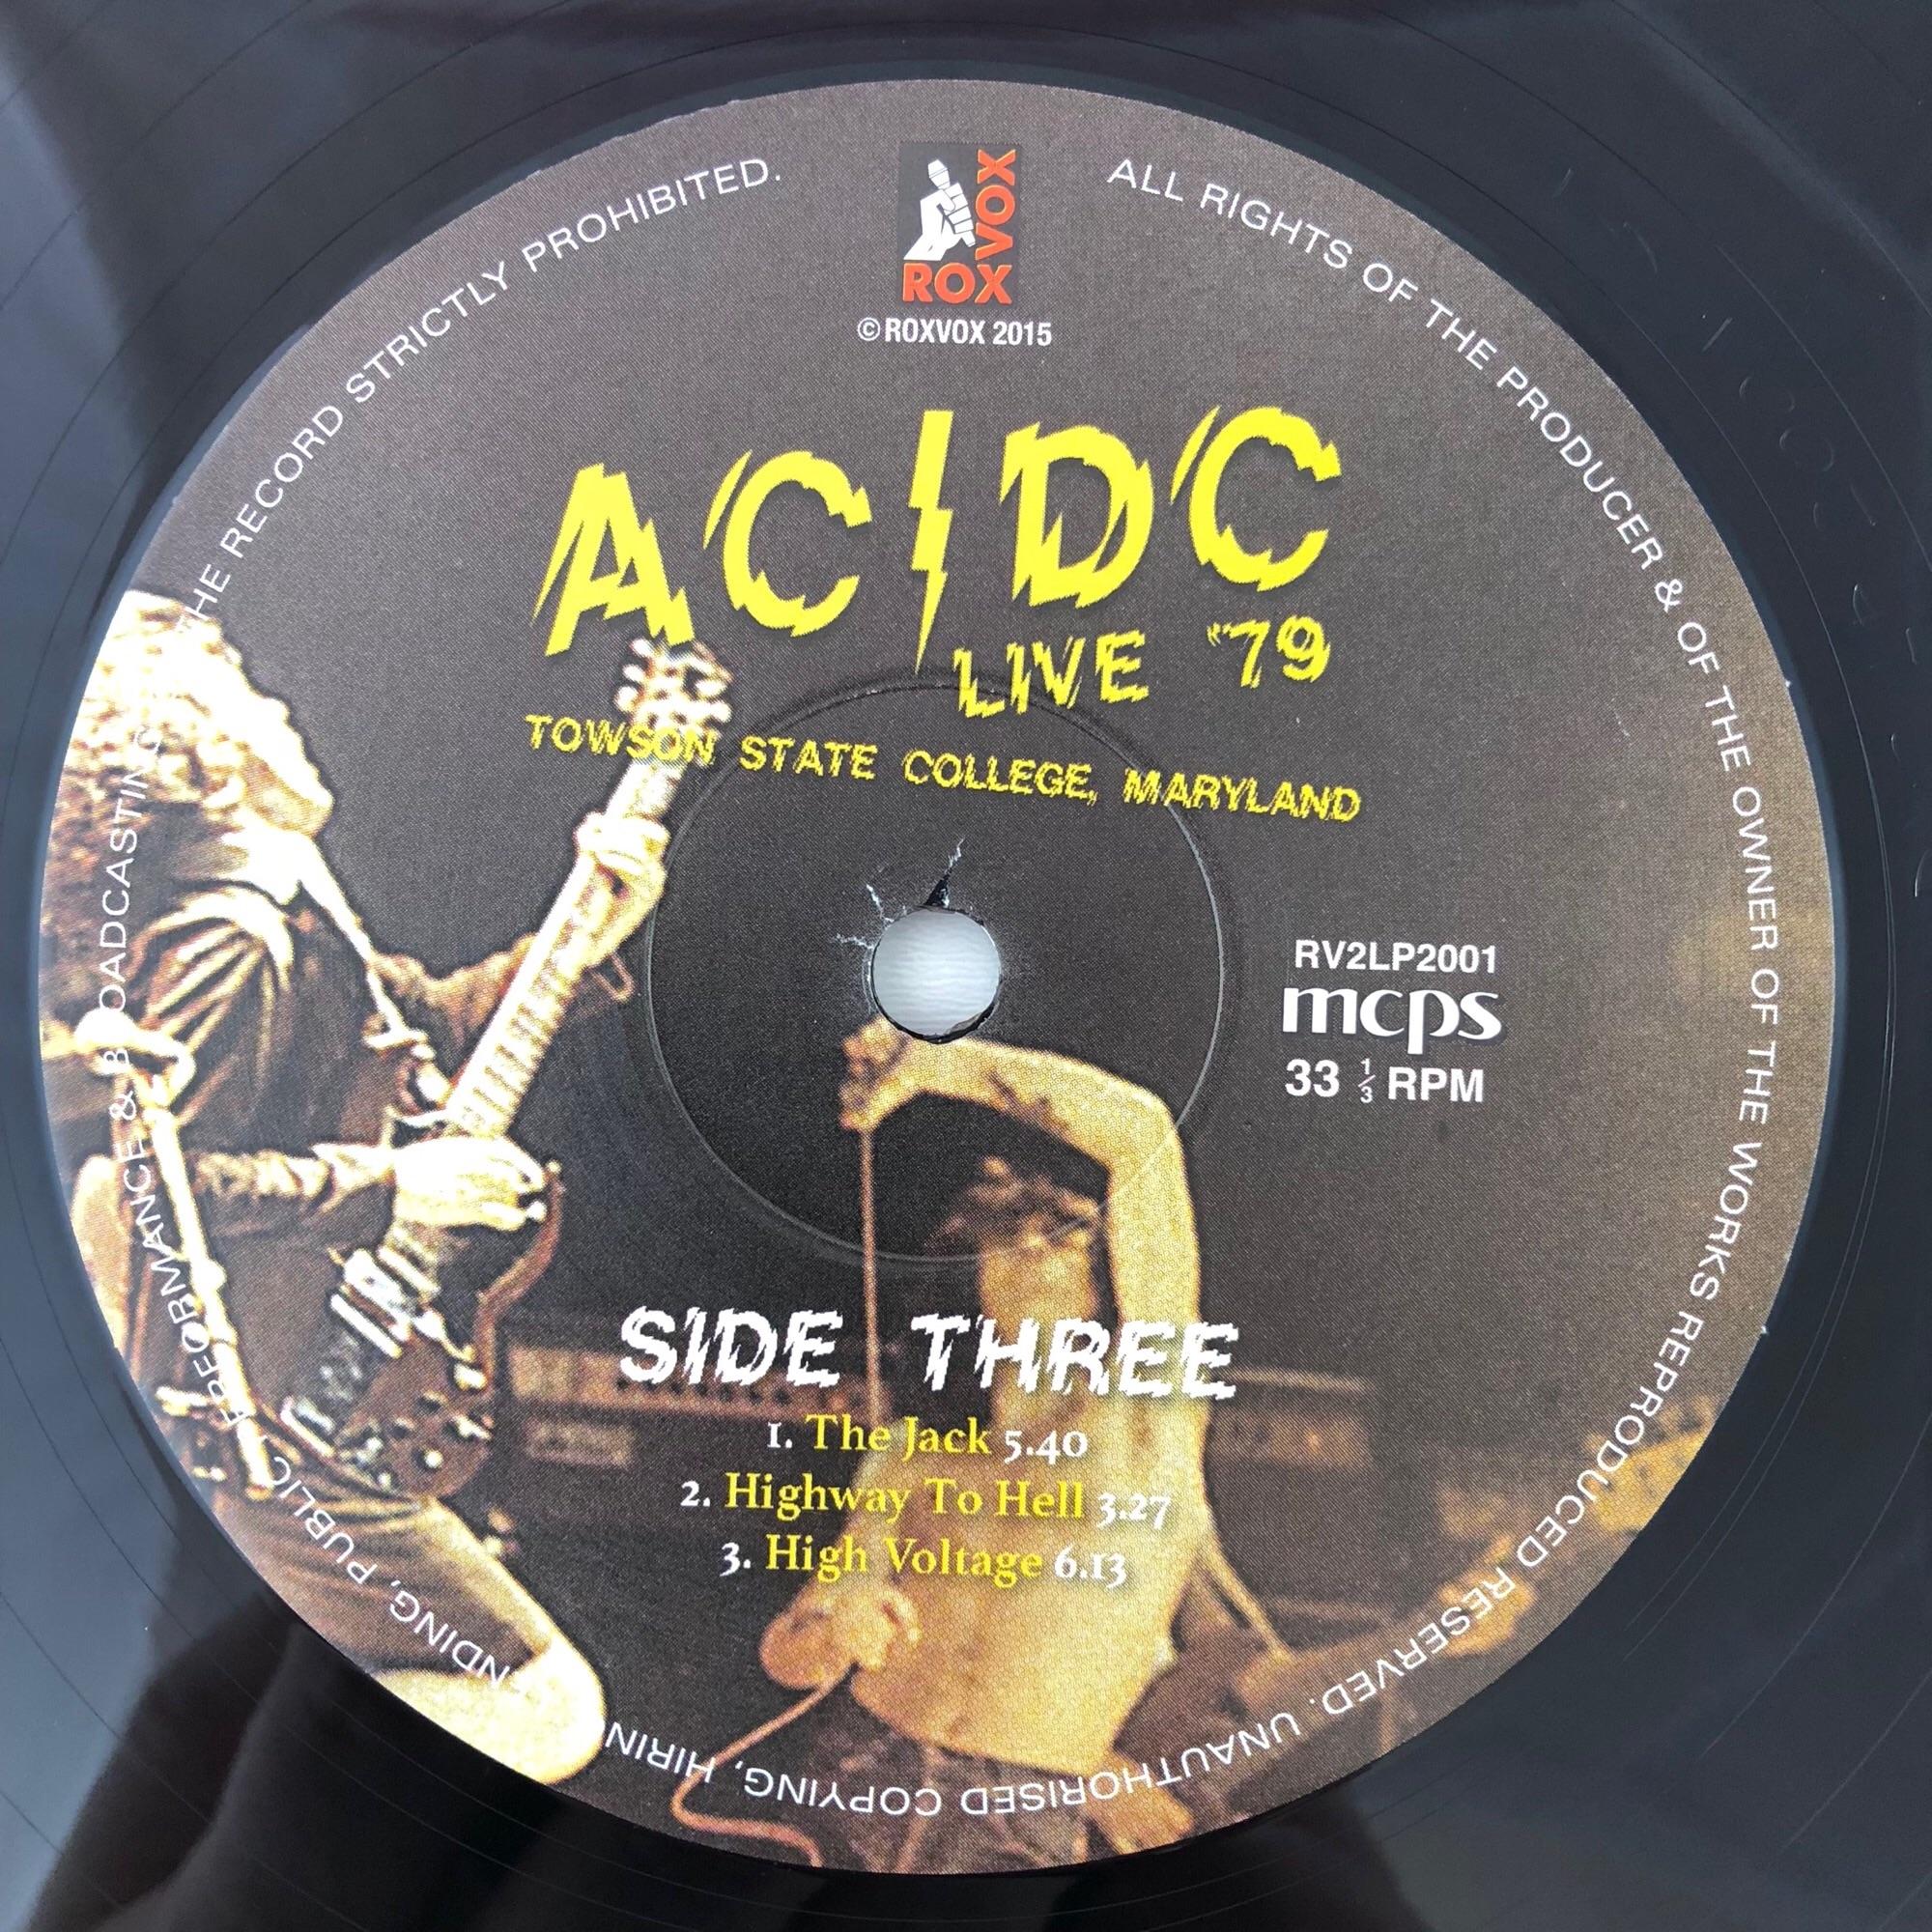 ROX
VOX
© ROXVOX 2015
AC DC
LIVE '79
TOWSON STATE COLLEGE, MARYLAND
RV2LP2001
mcps
33 1/3 RPM
SIDE THREE
1. The Jack 5.40
2. Highway To Hell 3.27
3. High Voltage 6.13
ALL RIGHTS OF THE PRODUCER & OF THE OWNER OF THE WORKS REPRODUCED RESERVED. UNAUTHORISED COPYING, PUBLIC PERFORMANCE & BROADCASTING THE RECORD STRICTLY PROHIBITED.